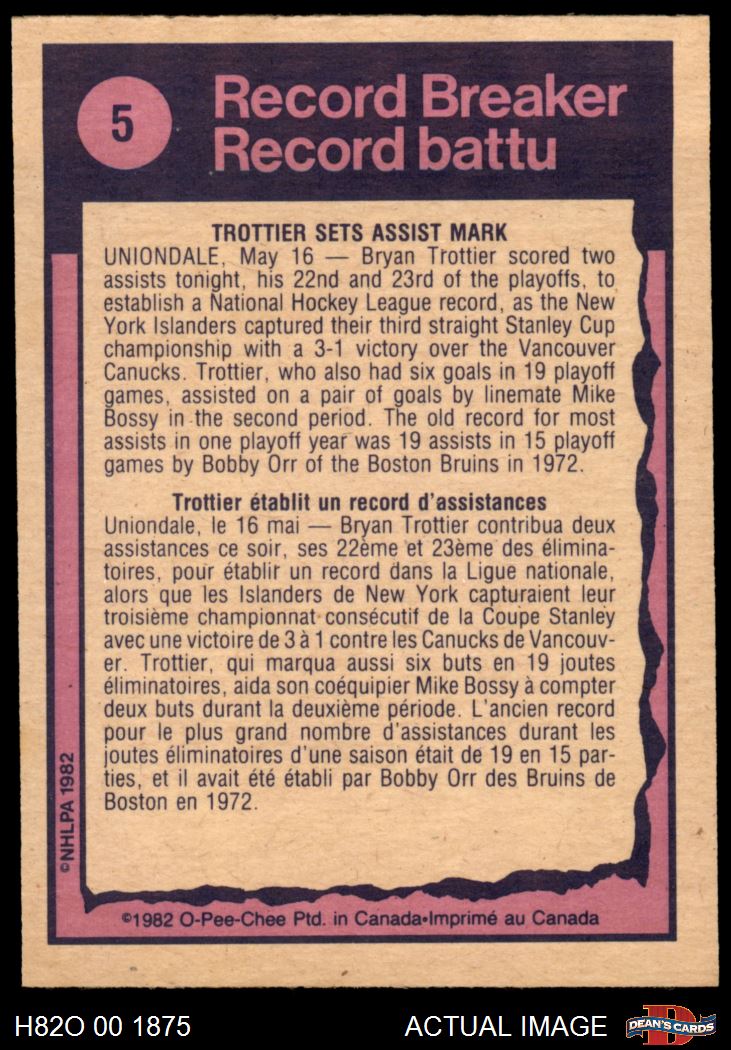 5
Record Breaker
Record battu
TROTTIER SETS ASSIST MARK
UNIONDALE, May 16 — Bryan Trottier scored two
assists tonight, his 22nd and 23rd of the playoffs, to
establish a National Hockey League record, as the New
York Islanders captured their third straight Stanley Cup
championship with a 3-1 victory over the Vancouver
Canucks. Trottier, who also had six goals in 19 playoff
games, assisted on a pair of goals by linemate Mike
Bossy in the second period. The old record for most
assists in one playoff year was 19 assists in 15 playoff
games by Bobby Orr of the Boston Bruins in 1972.
Trottier établit un record d'assistances
Uniondale, le 16 mai — Bryan Trottier contribua deux
assistances ce soir, ses 22ème et 23ème des élimina-
toires, pour établir un record dans la Ligue nationale,
alors que les Islanders de New York capturaient leur
troisième championnat consécutif de la Coupe Stanley
avec une victoire de 3 à 1 contre les Canucks de Vancouv-
er. Trottier, qui marqua aussi six buts en 19 joutes
éliminatoires, aida son coéquipier Mike Bossy à compter
deux buts durant la deuxième période. L'ancien record
pour le plus grand nombre d'assistances durant les
joutes éliminatoires d'une saison était de 19 en 15 par-
ties, et il avait été établi par Bobby Orr des Bruins de
Boston en 1972.
©NHLPA 1982
©1982 O-Pee-Chee Ptd. in Canada•Imprimé au Canada
H82O 00 1875
ACTUAL IMAGE
D
DEAN'S CARDS